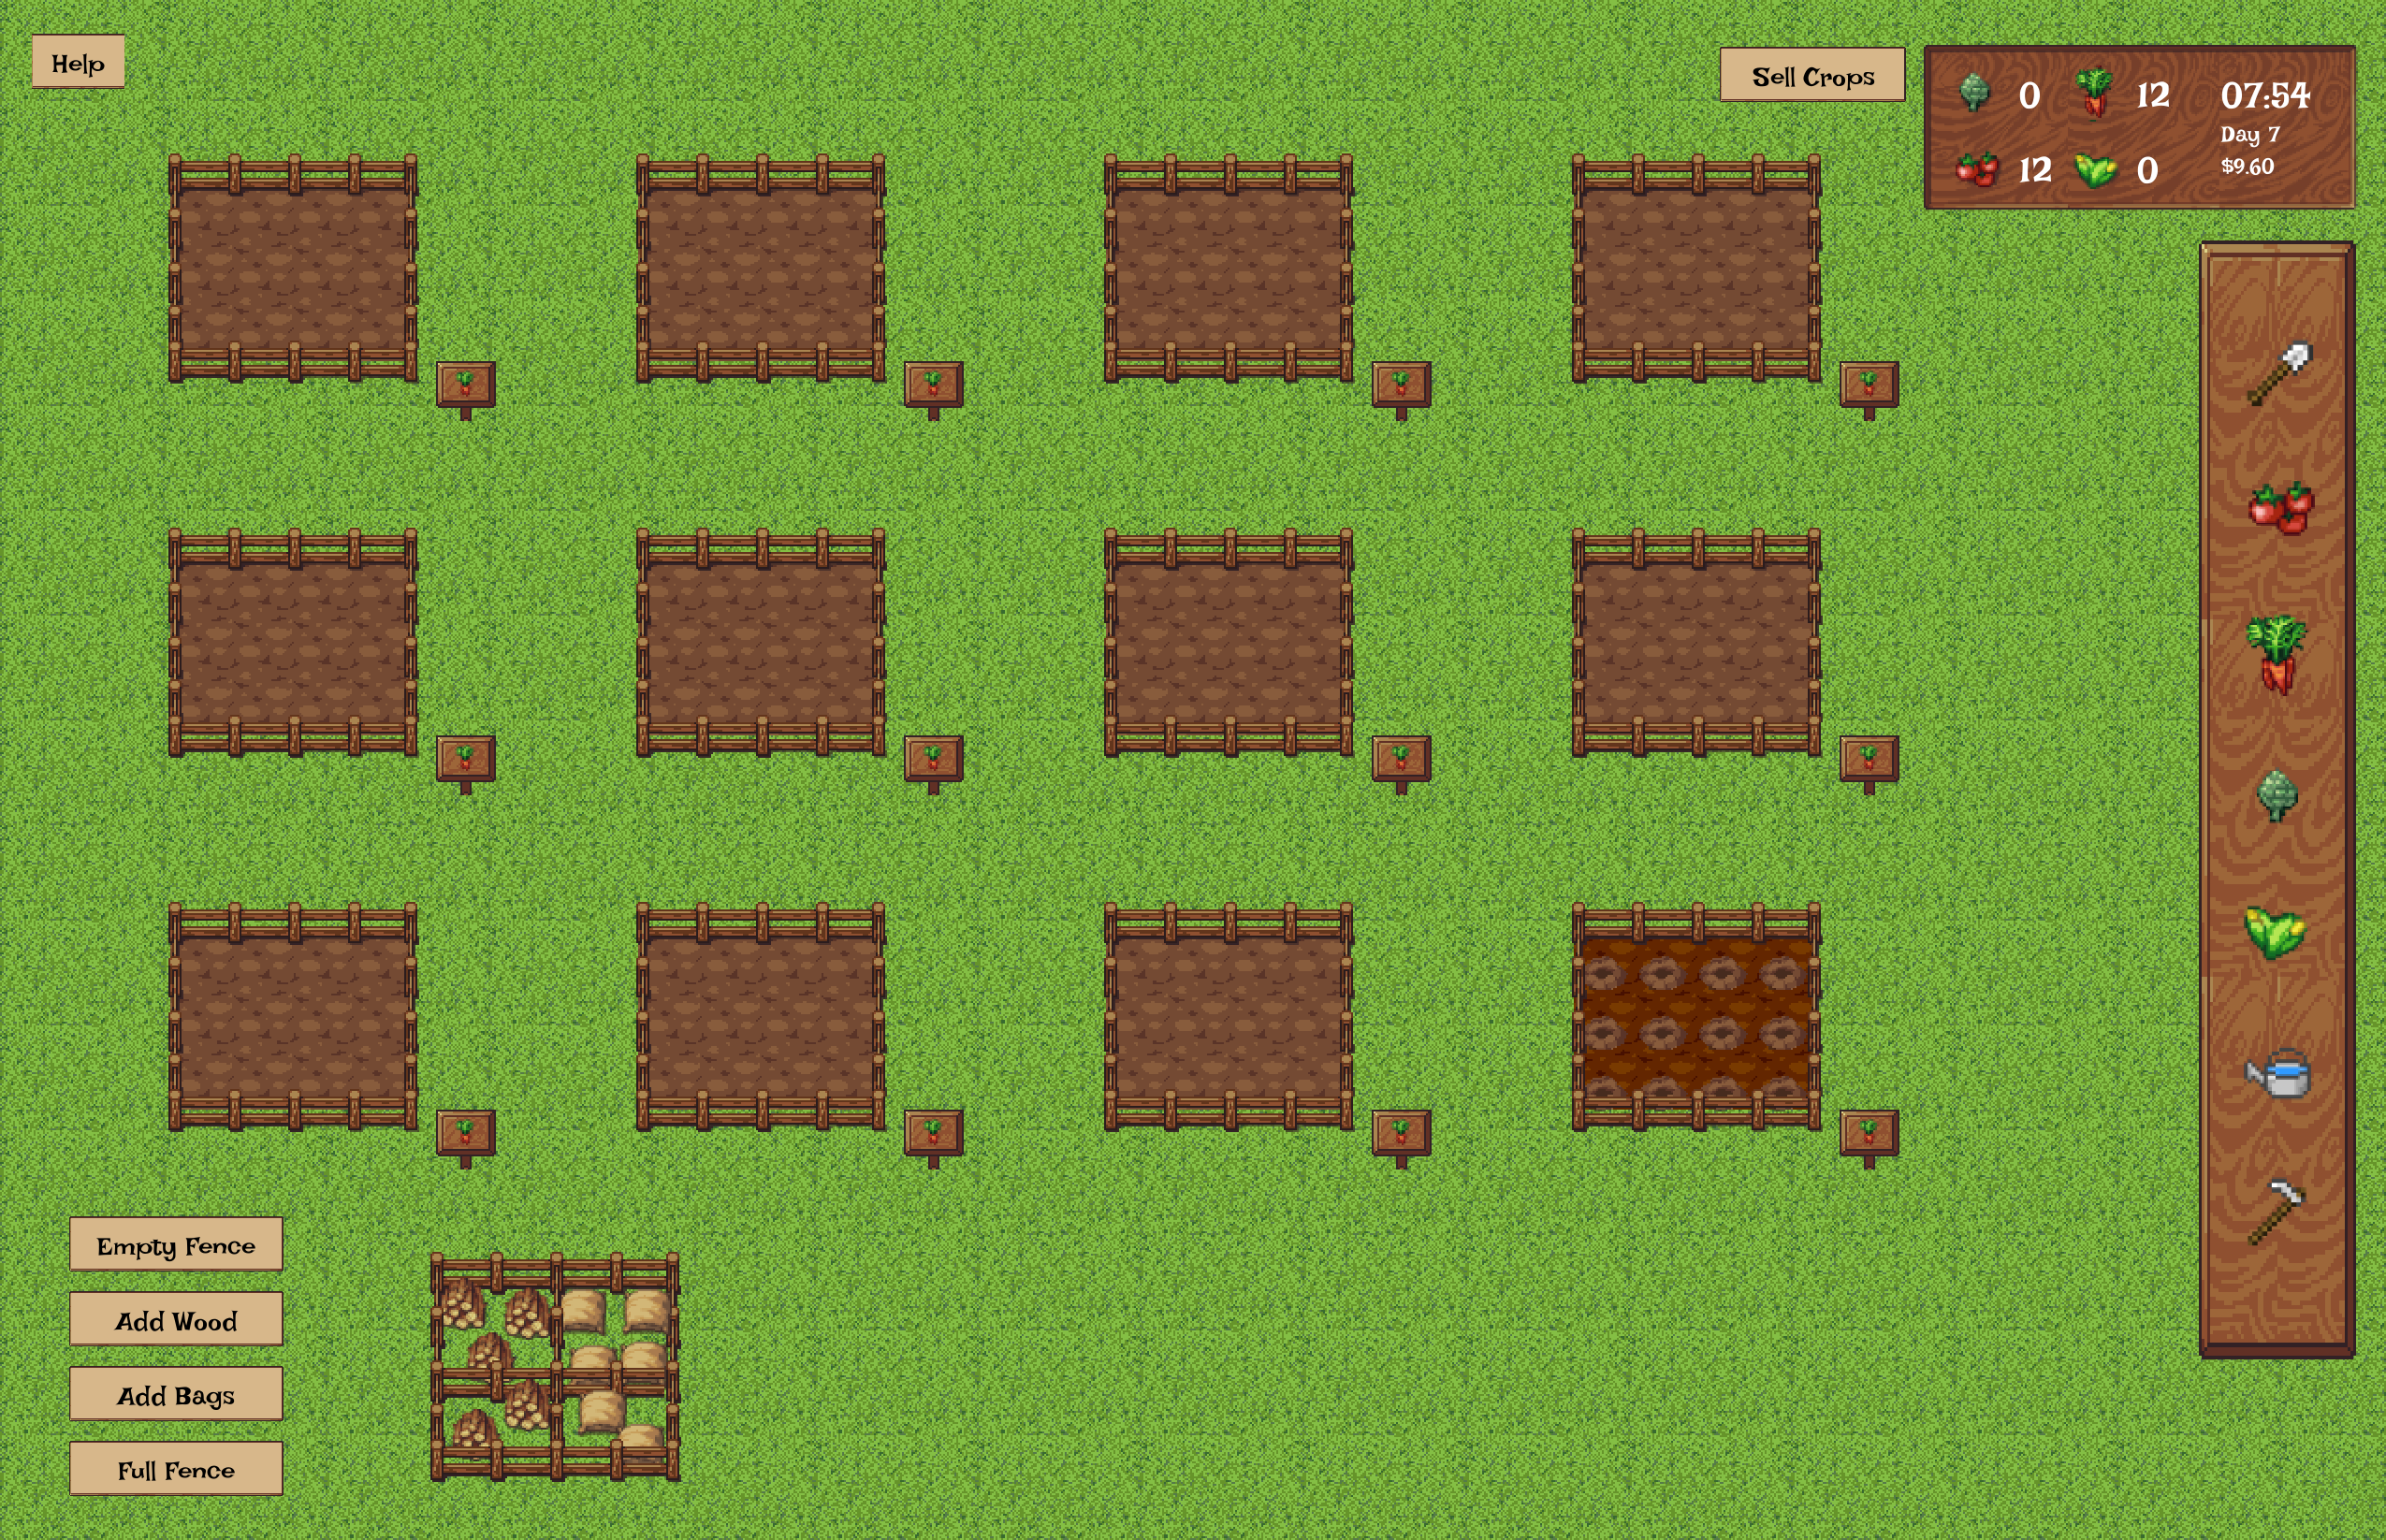 Help
Sell Crops
0 12 07:54
Day 7
12 0 $9.60
Empty Fence
Add Wood
Add Bags
Full Fence